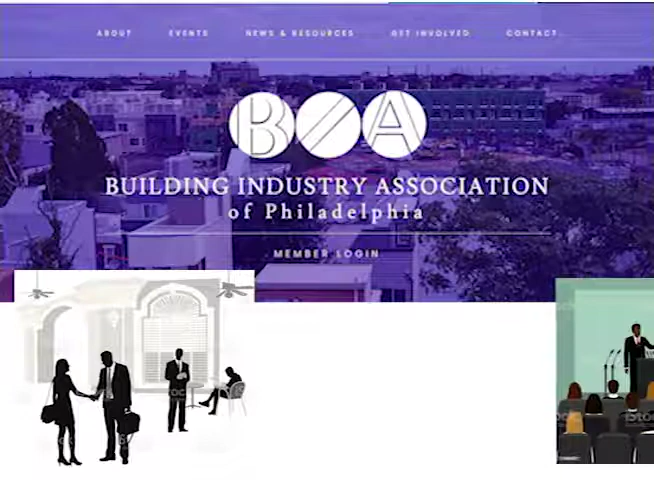 ABOUT
EVENTS
NEWS & RESOURCES
GET INVOLVED
CONTACT
BIA
BUILDING INDUSTRY ASSOCIATION
of Philadelphia
MEMBER LOGIN